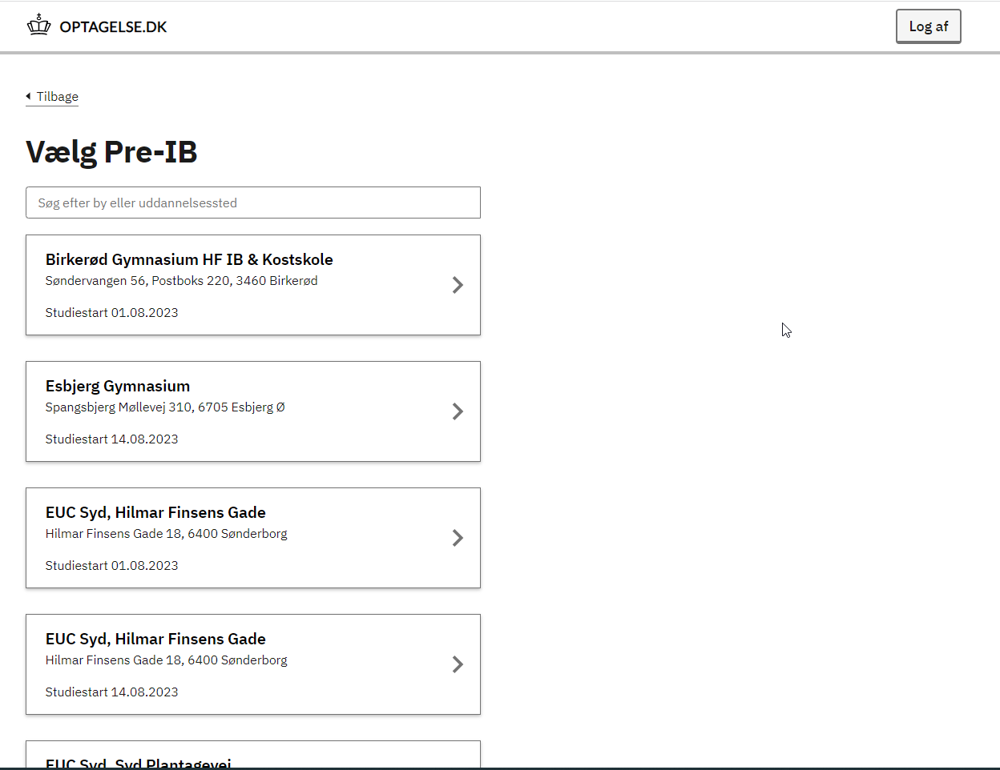 OPTAGELSE.DK
Log af
Tilbage
Vælg Pre-IB
Søg efter by eller uddannelsessted
Birkerød Gymnasium HF IB & Kostskole
Søndervangen 56, Postboks 220, 3460 Birkerød
Studiestart 01.08.2023
Esbjerg Gymnasium
Spangsbjerg Møllevej 310, 6705 Esbjerg Ø
Studiestart 14.08.2023
EUC Syd, Hilmar Finsens Gade
Hilmar Finsens Gade 18, 6400 Sønderborg
Studiestart 01.08.2023
EUC Syd, Hilmar Finsens Gade
Hilmar Finsens Gade 18, 6400 Sønderborg
Studiestart 14.08.2023
EUC Syd, Syd Plantagevej